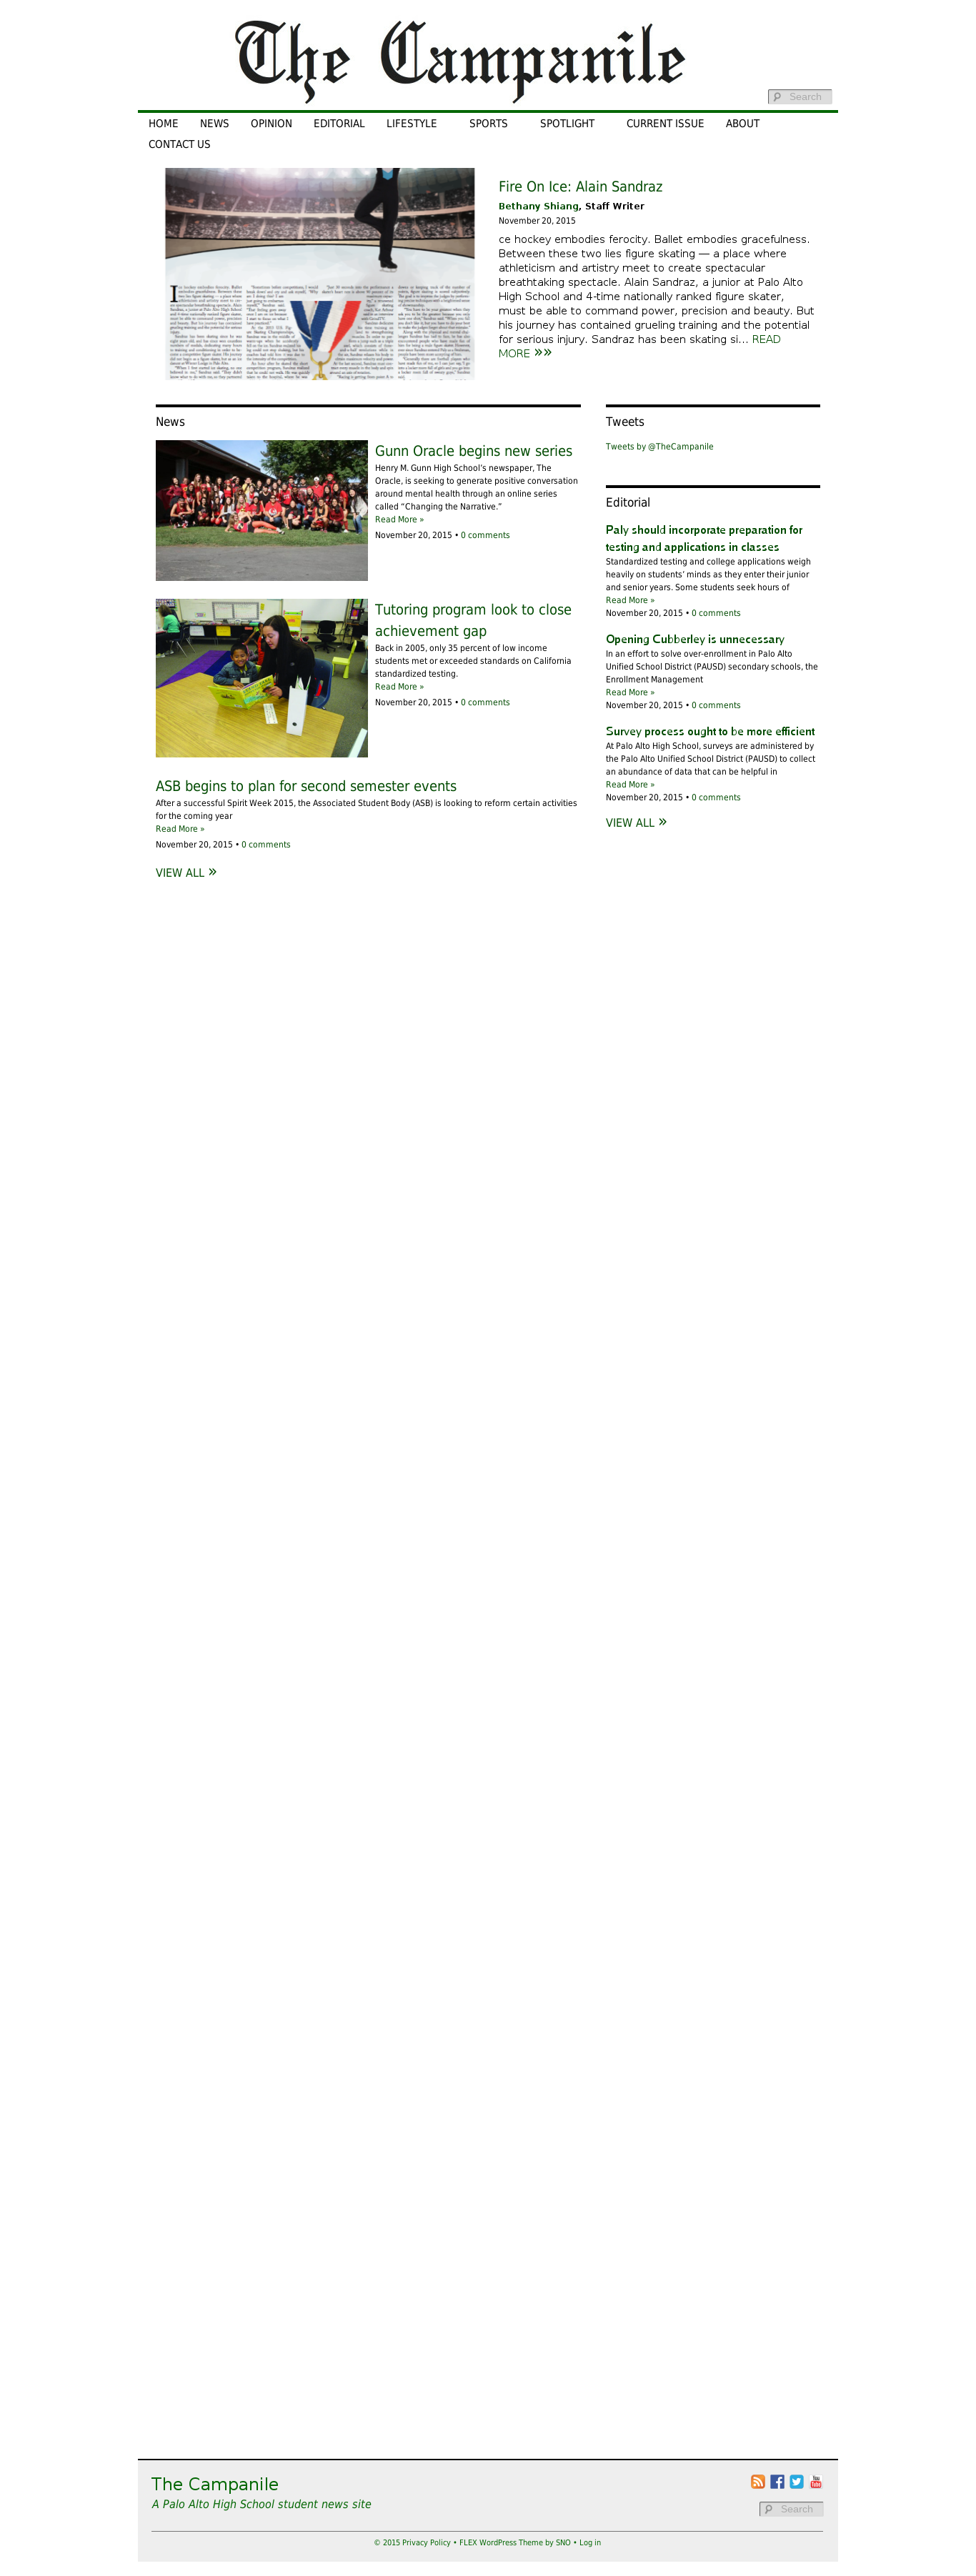 The Campanile
Search
HOME NEWS OPINION EDITORIAL LIFESTYLE SPORTS SPOTLIGHT CURRENT ISSUE ABOUT
CONTACT US
Fire On Ice: Alain Sandraz
Bethany Shiang, Staff Writer
November 20, 2015
ce hockey embodies ferocity. Ballet embodies gracefulness.
Between these two lies figure skating — a place where
athleticism and artistry meet to create spectacular
breathtaking spectacle. Alain Sandraz, a junior at Palo Alto
High School and 4-time nationally ranked figure skater,
must be able to command power, precision and beauty. But
his journey has contained grueling training and the potential
for serious injury. Sandraz has been skating si... READ
MORE »»
News
Gunn Oracle begins new series
Henry M. Gunn High School's newspaper, The
Oracle, is seeking to generate positive conversation
around mental health through an online series
called “Changing the Narrative.”
Read More »
November 20, 2015 • 0 comments
Tutoring program look to close
achievement gap
Back in 2005, only 35 percent of low income
students met or exceeded standards on California
standardized testing.
Read More »
November 20, 2015 • 0 comments
ASB begins to plan for second semester events
After a successful Spirit Week 2015, the Associated Student Body (ASB) is looking to reform certain activities
for the coming year
Read More »
November 20, 2015 • 0 comments
VIEW ALL »
Tweets
Tweets by @TheCampanile
Editorial
Paly should incorporate preparation for
testing and applications in classes
Standardized testing and college applications weigh
heavily on students' minds as they enter their junior
and senior years. Some students seek hours of
Read More »
November 20, 2015 • 0 comments
Opening Cubberley is unnecessary
In an effort to solve over-enrollment in Palo Alto
Unified School District (PAUSD) secondary schools, the
Enrollment Management
Read More »
November 20, 2015 • 0 comments
Survey process ought to be more efficient
At Palo Alto High School, surveys are administered by
the Palo Alto Unified School District (PAUSD) to collect
an abundance of data that can be helpful in
Read More »
November 20, 2015 • 0 comments
VIEW ALL »
The Campanile
A Palo Alto High School student news site
You
Tube
Search
© 2015 Privacy Policy • FLEX WordPress Theme by SNO • Log in